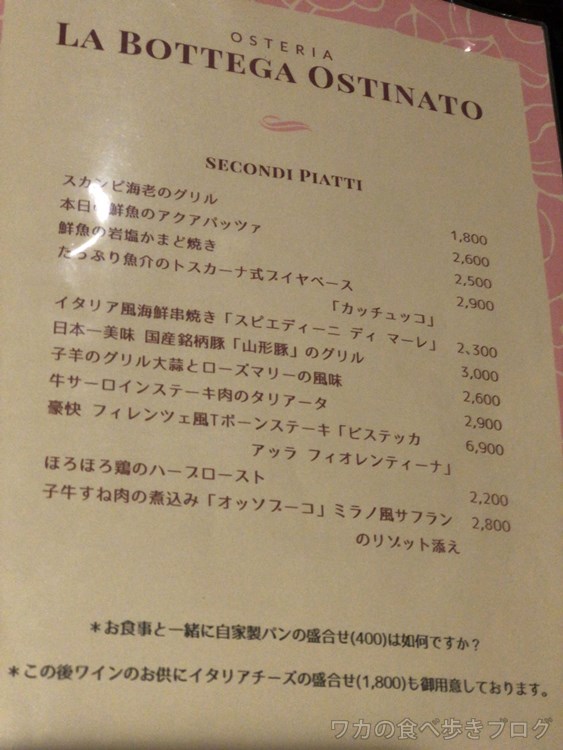 OSTERIA
LA BOTTEGA OSTINATO
SECONDI PIATTI
スカンピ海老のグリル 1,800
本日の鮮魚のアクアパッツァ 2,600
鮮魚の岩塩かまど焼き 2,500
たっぷり魚介のトスカーナ式ブイヤベース 2,900
「カッチュッコ」
イタリア風海鮮串焼き「スピエディーニ ディ マーレ」 2,300
日本一美味 国産銘柄豚「山形豚」のグリル 3,000
子羊のグリル大蒜とローズマリーの風味 2,600
牛サーロインステーキ肉のタリアータ 2,900
豪快 フィレンツェ風Tボーンステーキ「ビステッカ 6,900
アッラ フィオレンティーナ」
ほろほろ鶏のハーブロースト 2,200
子牛すね肉の煮込み「オッソブーコ」ミラノ風サフラン 2,800
のリゾット添え
＊お食事と一緒に自家製パンの盛合せ(400)は如何ですか？
＊この後ワインのお供にイタリアチーズの盛合せ(1,800)も御用意しております。
ワカの食べ歩きブログ